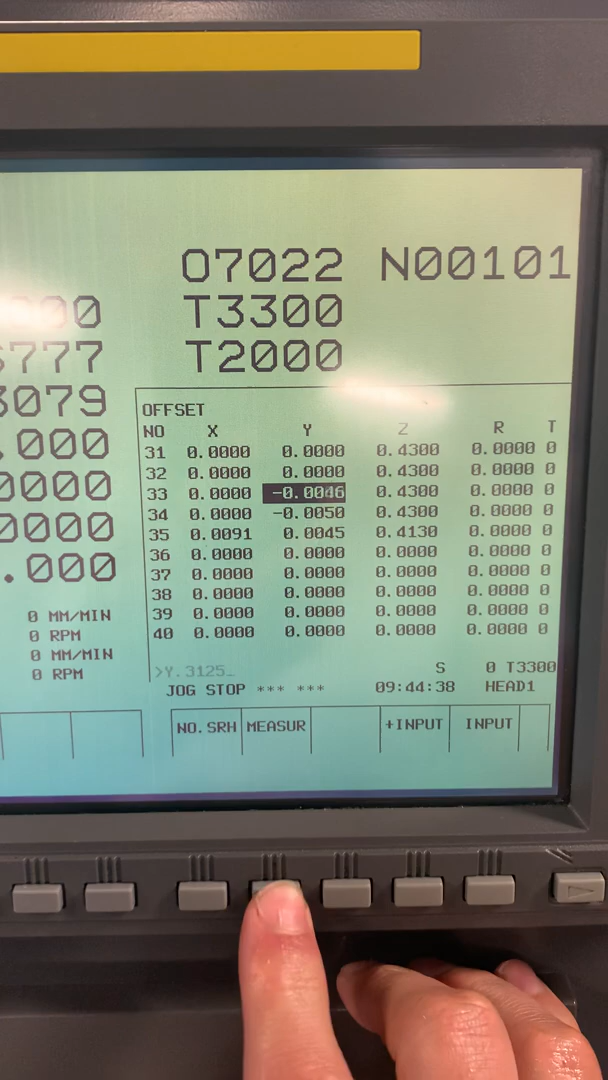 O7022 N00101
T3300
777 T2000
3079
.000
0000
0000
.000
0 MM/MIN
0 RPM
0 MM/MIN
0 RPM
OFFSET
NO X Y Z R T
31 0.0000 0.0000 0.4300 0.0000 0
32 0.0000 0.0000 0.4300 0.0000 0
33 0.0000 -0.0046 0.4300 0.0000 0
34 0.0000 -0.0050 0.4300 0.0000 0
35 0.0091 0.0045 0.4130 0.0000 0
36 0.0000 0.0000 0.0000 0.0000 0
37 0.0000 0.0000 0.0000 0.0000 0
38 0.0000 0.0000 0.0000 0.0000 0
39 0.0000 0.0000 0.0000 0.0000 0
40 0.0000 0.0000 0.0000 0.0000 0
>Y.3125_ S 0 T3300
JOG STOP *** *** 09:44:38 HEAD1
NO.SRH MEASUR +INPUT INPUT